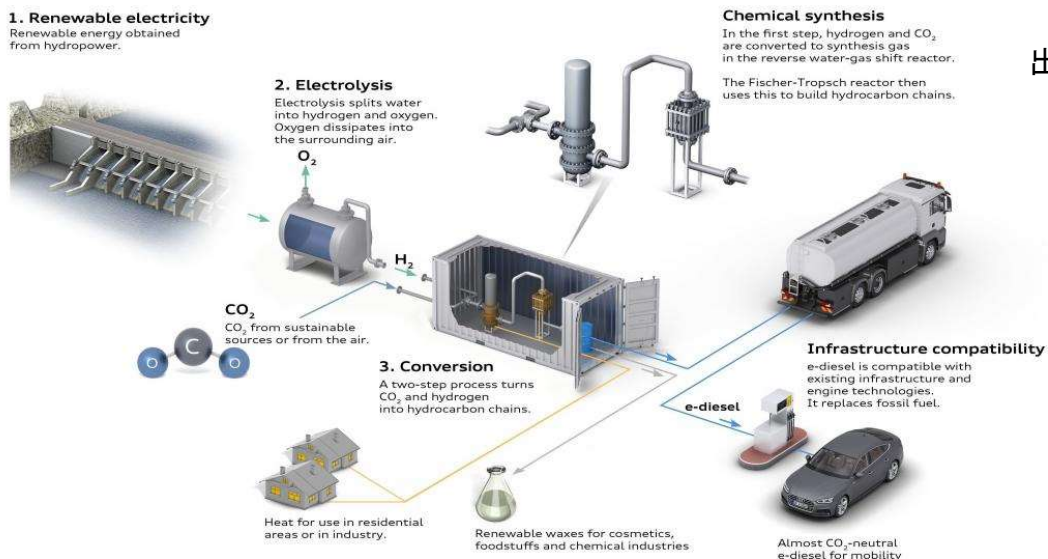 1. Renewable electricity
Renewable energy obtained
from hydropower.
2. Electrolysis
Electrolysis splits water
into hydrogen and oxygen.
Oxygen dissipates into
the surrounding air.
O₂
H₂
CO₂
CO₂ from sustainable
sources or from the air.
O C O
3. Conversion
A two-step process turns
CO₂ and hydrogen
into hydrocarbon chains.
Chemical synthesis
In the first step, hydrogen and CO₂
are converted to synthesis gas
in the reverse water-gas shift reactor.
The Fischer-Tropsch reactor then
uses this to build hydrocarbon chains.
出
Infrastructure compatibility
e-diesel is compatible with
existing infrastructure and
engine technologies.
It replaces fossil fuel.
e-diesel
Heat for use in residential
areas or in industry.
Renewable waxes for cosmetics,
foodstuffs and chemical industries
Almost CO₂-neutral
e-diesel for mobility